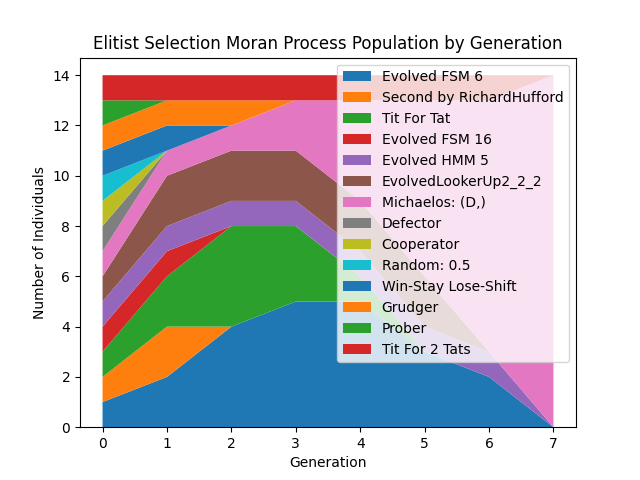 Elitist Selection Moran Process Population by Generation
14
12
10
8
6
4
2
0
Number of Individuals
Evolved FSM 6
Second by RichardHufford
Tit For Tat
Evolved FSM 16
Evolved HMM 5
EvolvedLookerUp2_2_2
Michaelos: (D,)
Defector
Cooperator
Random: 0.5
Win-Stay Lose-Shift
Grudger
Prober
Tit For 2 Tats
0 1 2 3 4 5 6 7
Generation